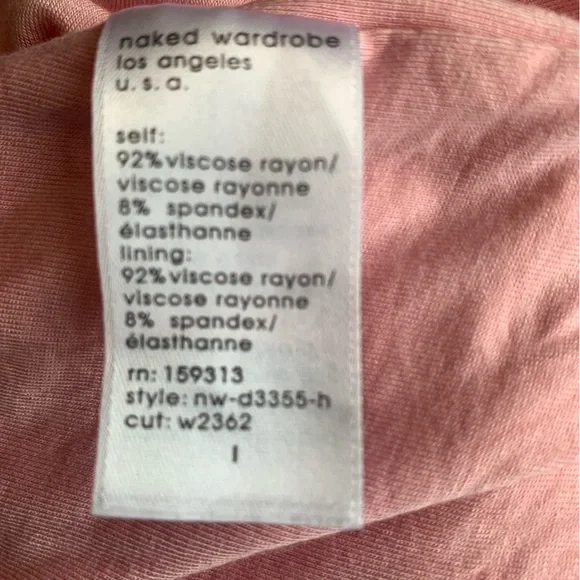 naked wardrobe
los angeles
u. s. a.
self:
92% viscose rayon/
viscose rayonne
8% spandex/
élasthanne
lining:
92% viscose rayon/
viscose rayonne
8% spandex/
élasthanne
rn: 159313
style: nw-d3355-h
cut: w2362
l